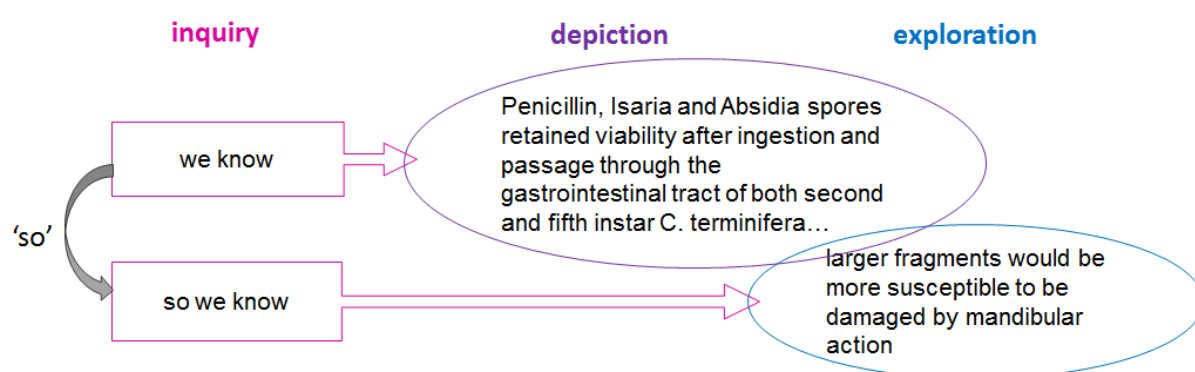 inquiry
depiction
exploration
Penicillin, Isaria and Absidia spores
retained viability after ingestion and
passage through the
gastrointestinal tract of both second
and fifth instar C. terminifera…
we know
‘so’
so we know
larger fragments would be
more susceptible to be
damaged by mandibular
action